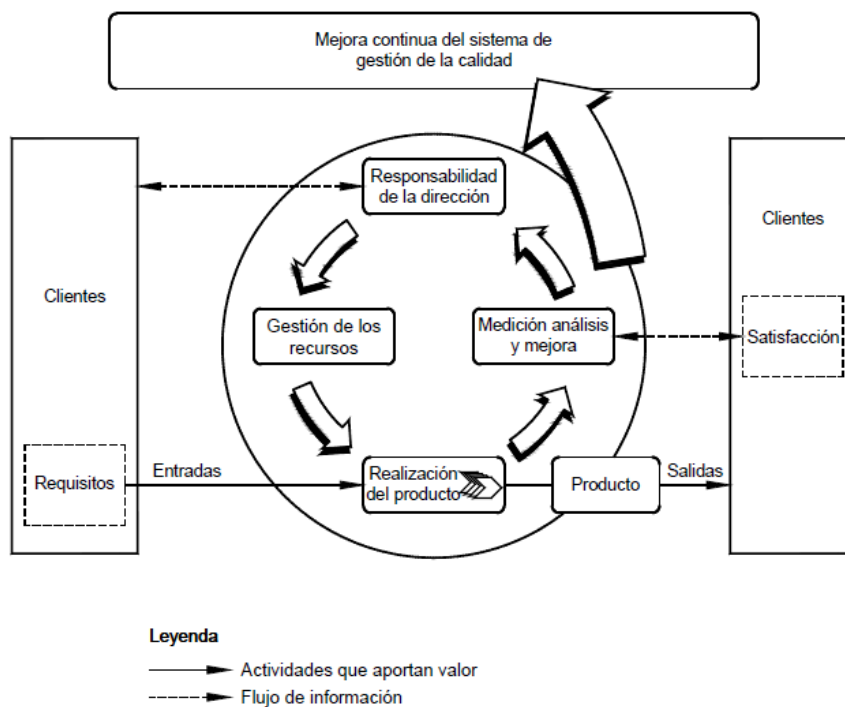 Mejora continua del sistema de
gestión de la calidad
Responsabilidad
de la dirección
Clientes
Clientes
Gestión de los
recursos
Medición análisis
y mejora
Satisfacción
Requisitos
Entradas
Realización
del producto
Producto
Salidas
Leyenda
Actividades que aportan valor
Flujo de información